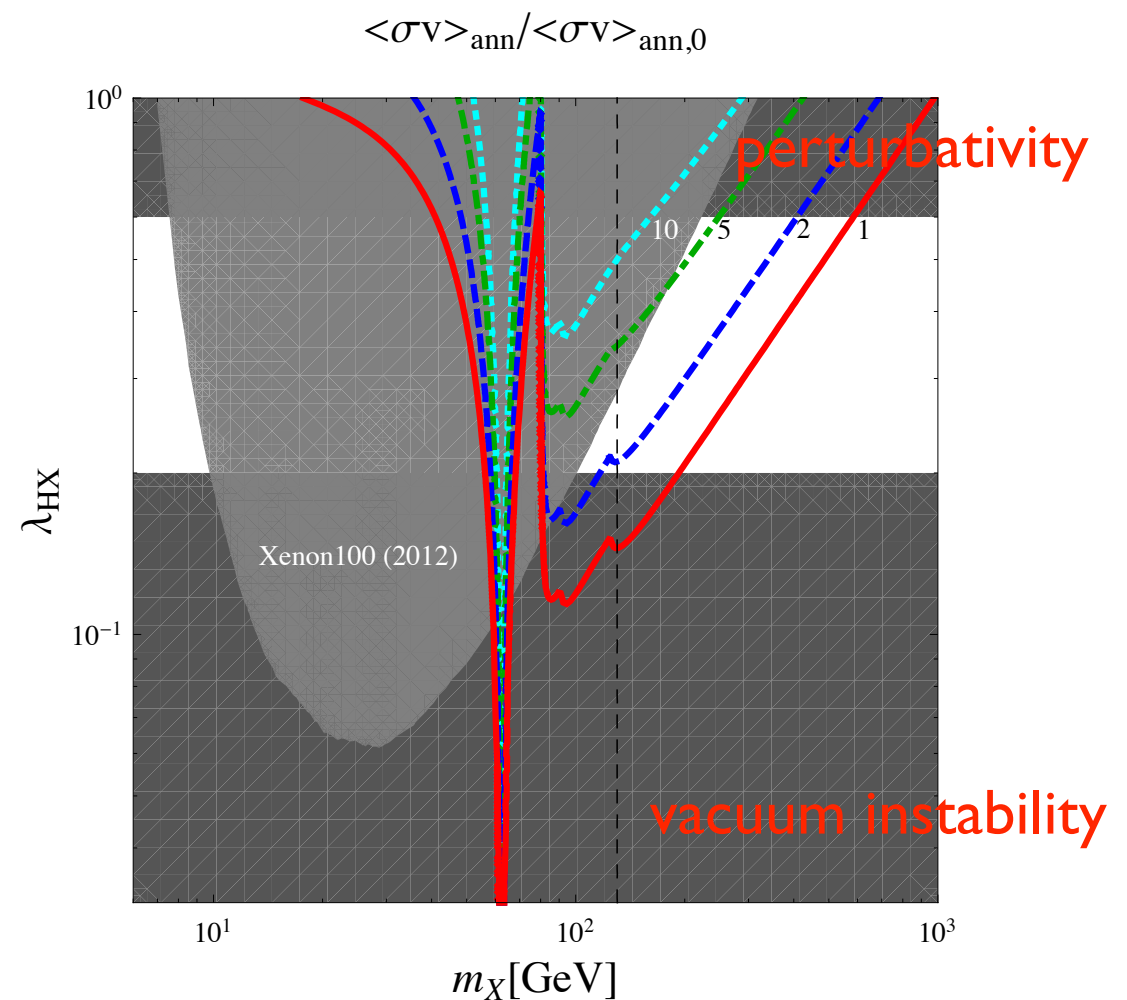 <σv>ann/<σv>ann,0
10⁰
perturbativity
10 5 2 1
λHX
Xenon100 (2012)
10⁻¹
vacuum instability
10¹ 10² 10³
mX[GeV]